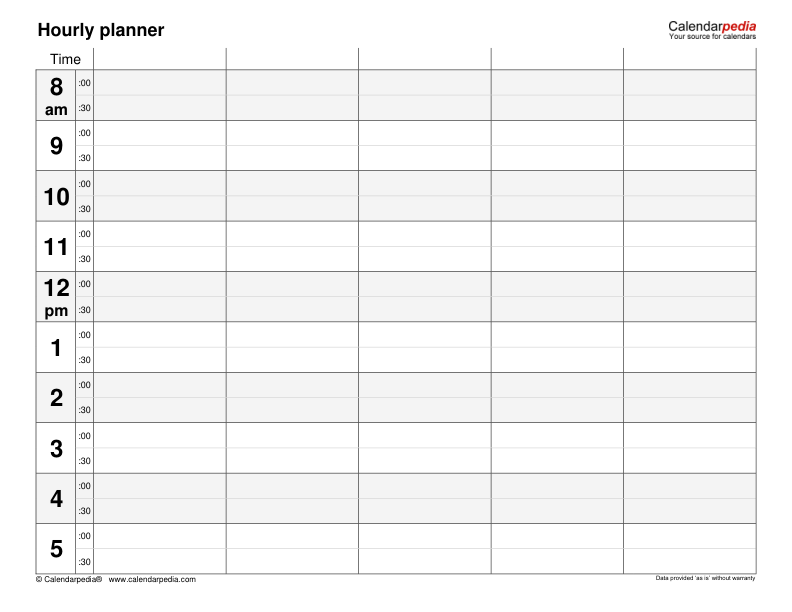 Hourly planner
Calendarpedia
Your source for calendars
Time
8 :00
am :30
9 :00
:30
10 :00
:30
11 :00
:30
12 :00
pm :30
1 :00
:30
2 :00
:30
3 :00
:30
4 :00
:30
5 :00
:30
© Calendarpedia® www.calendarpedia.com
Data provided 'as is' without warranty